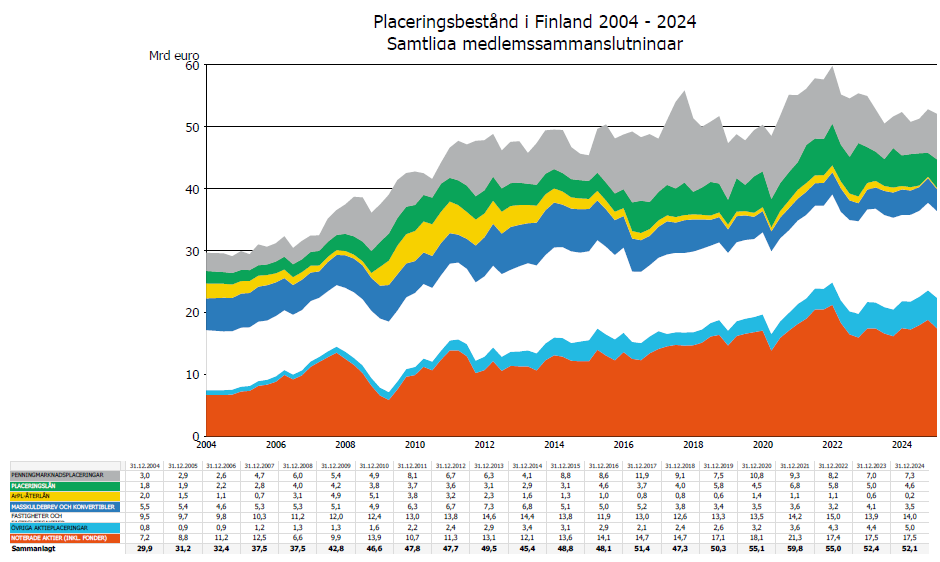 Placeringsbestånd i Finland 2004 - 2024
Samtliga medlemssammanslutningar
Mrd euro
60
50
40
30
20
10
0
2004 2006 2008 2010 2012 2014 2016 2018 2020 2022 2024
31.12.2004 31.12.2005 31.12.2006 31.12.2007 31.12.2008 31.12.2009 31.12.2010 31.12.2011 31.12.2012 31.12.2013 31.12.2014 31.12.2015 31.12.2016 31.12.2017 31.12.2018 31.12.2019 31.12.2020 31.12.2021 31.12.2022 31.12.2023 31.12.2024
PENNINGMARKNADSPLACERINGAR 3,0 2,9 2,6 4,7 6,0 5,4 4,9 8,1 6,7 6,3 4,1 8,8 8,6 11,9 9,1 7,5 10,8 9,3 8,2 7,0 7,3
PLACERINGSLÅN 1,8 1,9 2,2 2,8 4,0 4,2 3,8 3,7 3,6 3,1 2,9 3,1 4,6 3,7 4,0 5,8 4,5 6,8 5,8 5,0 4,6
ArPL-ÅTERLÅN 2,0 1,5 1,1 0,7 3,1 4,9 5,1 3,8 3,2 2,3 1,6 1,3 1,0 0,8 0,8 0,6 1,4 1,1 1,1 0,6 0,2
MASSKULDEBREV OCH KONVERTIBLER 5,5 5,4 4,6 5,3 5,3 5,1 4,9 6,3 6,7 7,3 6,8 5,1 5,0 5,2 3,8 3,4 3,5 3,6 3,2 4,1 3,5
FASTIGHETER OCH 9,5 9,7 9,8 10,3 11,2 12,0 12,4 13,0 13,8 14,6 14,4 13,8 11,9 13,0 12,6 13,3 13,5 14,2 15,0 13,9 14,0
ÖVRIGA AKTIEPLACERINGAR 0,8 0,9 0,9 1,2 1,3 1,3 1,6 2,2 2,4 2,9 3,4 3,1 2,9 2,1 2,4 2,6 3,2 3,6 4,3 4,4 5,0
NOTERADE AKTIER (INKL. FONDER) 7,2 8,8 11,2 12,5 6,6 9,9 13,9 10,7 11,3 12,1 12,1 13,6 14,1 14,7 14,7 17,1 18,1 21,3 17,4 17,5 17,5
Sammanlagt 29,9 31,2 32,4 37,5 37,5 42,8 46,6 47,8 47,7 49,5 45,4 48,8 48,1 51,4 47,3 50,3 55,1 59,8 55,0 52,4 52,1